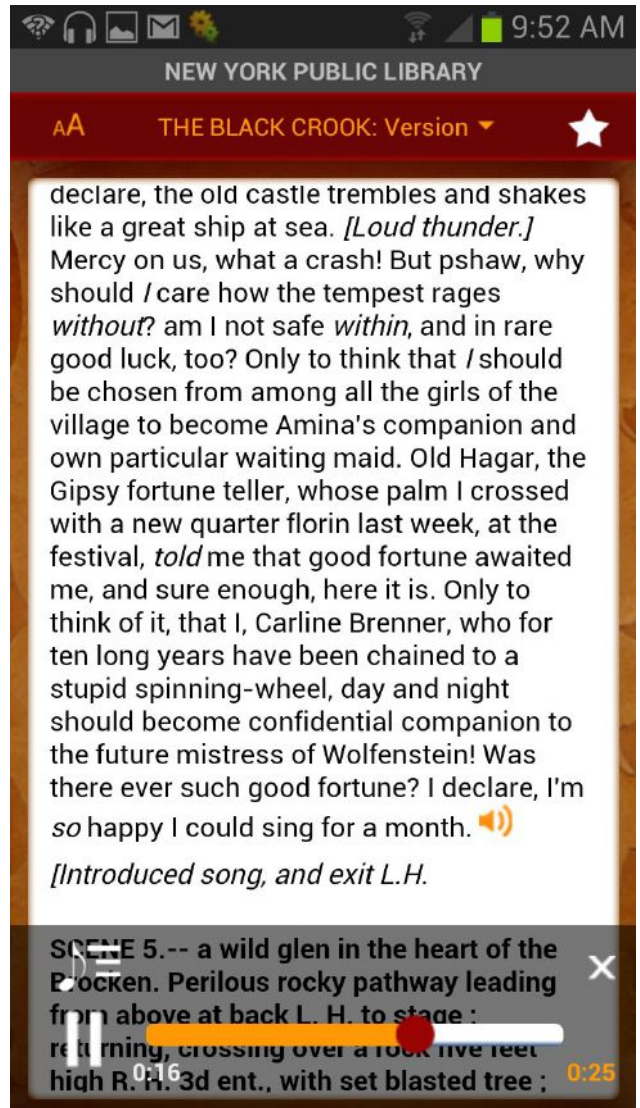 9:52 AM
NEW YORK PUBLIC LIBRARY
AA THE BLACK CROOK: Version
declare, the old castle trembles and shakes
like a great ship at sea. [Loud thunder.]
Mercy on us, what a crash! But pshaw, why
should I care how the tempest rages
without? am I not safe within, and in rare
good luck, too? Only to think that I should
be chosen from among all the girls of the
village to become Amina's companion and
own particular waiting maid. Old Hagar, the
Gipsy fortune teller, whose palm I crossed
with a new quarter florin last week, at the
festival, told me that good fortune awaited
me, and sure enough, here it is. Only to
think of it, that I, Carline Brenner, who for
ten long years have been chained to a
stupid spinning-wheel, day and night
should become confidential companion to
the future mistress of Wolfenstein! Was
there ever such good fortune? I declare, I'm
so happy I could sing for a month.
[Introduced song, and exit L.H.
SCENE 5.-- a wild glen in the heart of the
Brocken. Perilous rocky pathway leading
from above at back L. H. to stage ;
returning, crossing over a rock five feet
high R. H. 3d ent., with set blasted tree ;
0:16
0:25